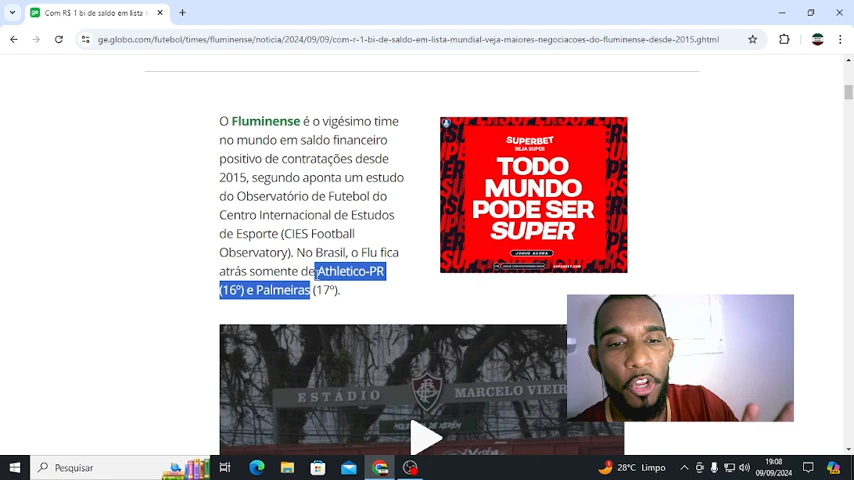 Com R$ 1 bi de saldo em lista
ge.globo.com/futebol/times/fluminense/noticia/2024/09/09/com-r-1-bi-de-saldo-em-lista-mundial-veja-maiores-negociacoes-do-fluminense-desde-2015.ghtml
O Fluminense é o vigésimo time
no mundo em saldo financeiro
positivo de contratações desde
2015, segundo aponta um estudo
do Observatório de Futebol do
Centro Internacional de Estudos
de Esporte (CIES Football
Observatory). No Brasil, o Flu fica
atrás somente de Athletico-PR
(16º) e Palmeiras (17º).
SUPERBET
SEJA SUPER
TODO
MUNDO
PODE SER
SUPER
JOGUE AGORA
ESTÁDIO MARCELO VIEIR
Pesquisar
28°C Limpo
19:08
09/09/2024